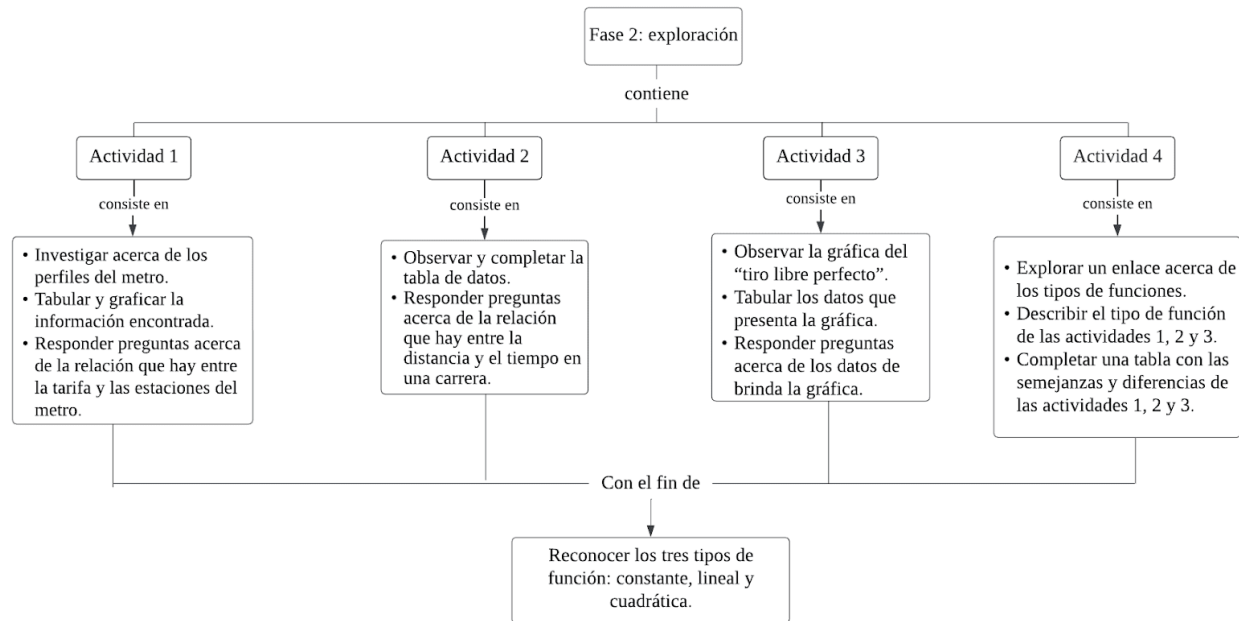 Fase 2: exploración
contiene
Actividad 1
Actividad 2
Actividad 3
Actividad 4
consiste en
consiste en
consiste en
consiste en
• Investigar acerca de los
perfiles del metro.
• Tabular y graficar la
información encontrada.
• Responder preguntas acerca
de la relación que hay entre
la tarifa y las estaciones del
metro.
• Observar y completar la
tabla de datos.
• Responder preguntas
acerca de la relación
que hay entre la
distancia y el tiempo en
una carrera.
• Observar la gráfica del
“tiro libre perfecto”.
• Tabular los datos que
presenta la gráfica.
• Responder preguntas
acerca de los datos de
brinda la gráfica.
• Explorar un enlace acerca de
los tipos de funciones.
• Describir el tipo de función
de las actividades 1, 2 y 3.
• Completar una tabla con las
semejanzas y diferencias de
las actividades 1, 2 y 3.
Con el fin de
Reconocer los tres tipos de
función: constante, lineal y
cuadrática.